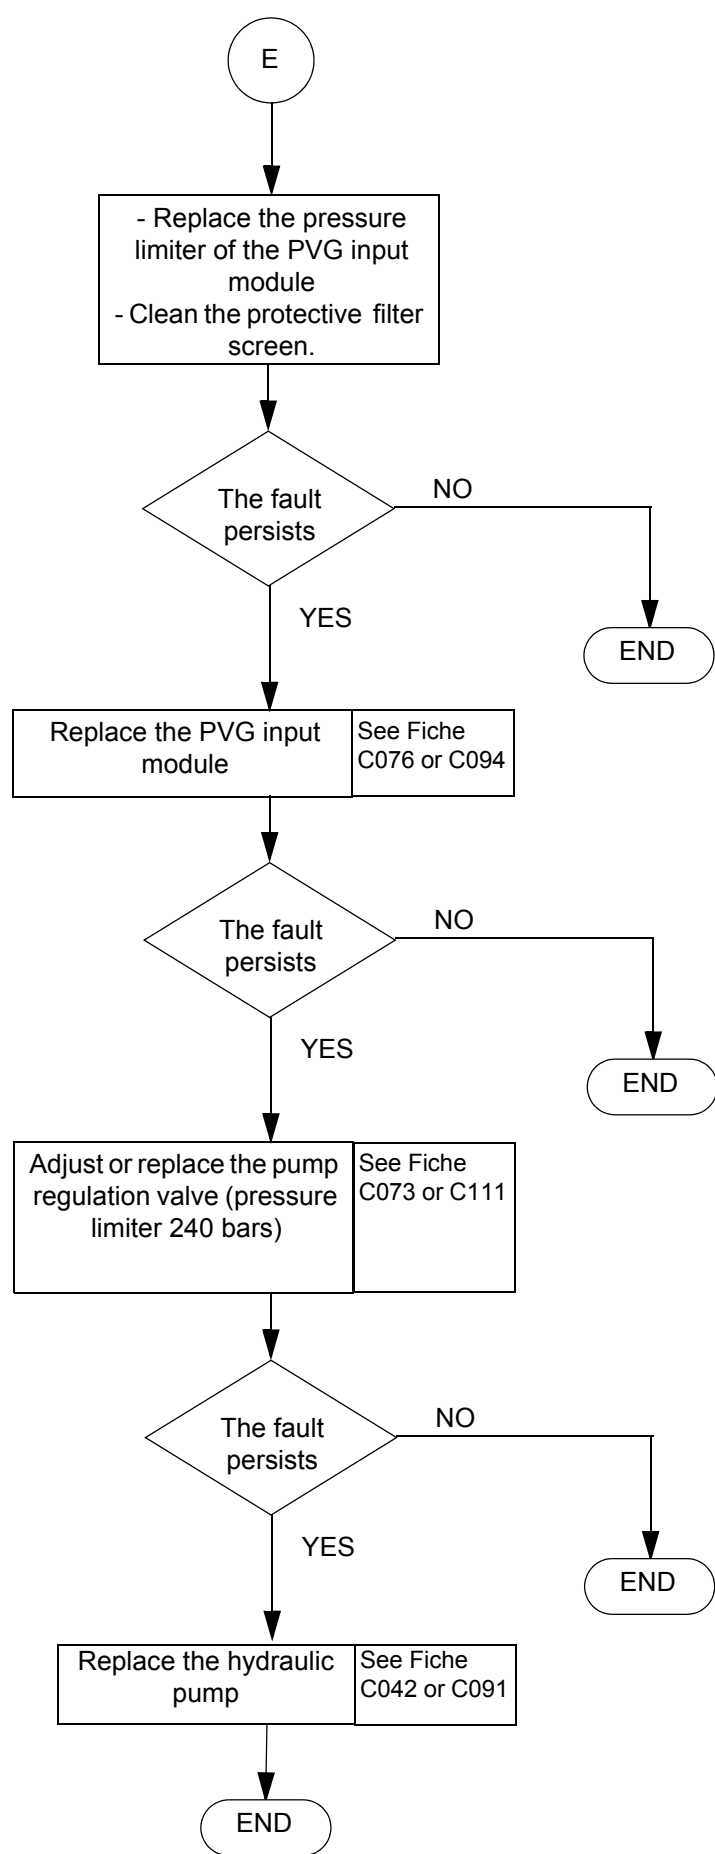 E
- Replace the pressure
limiter of the PVG input
module
- Clean the protective filter
screen.
The fault
persists
NO
YES
END
Replace the PVG input
module
See Fiche
C076 or C094
The fault
persists
NO
YES
END
Adjust or replace the pump
regulation valve (pressure
limiter 240 bars)
See Fiche
C073 or C111
The fault
persists
NO
YES
END
Replace the hydraulic
pump
See Fiche
C042 or C091
END